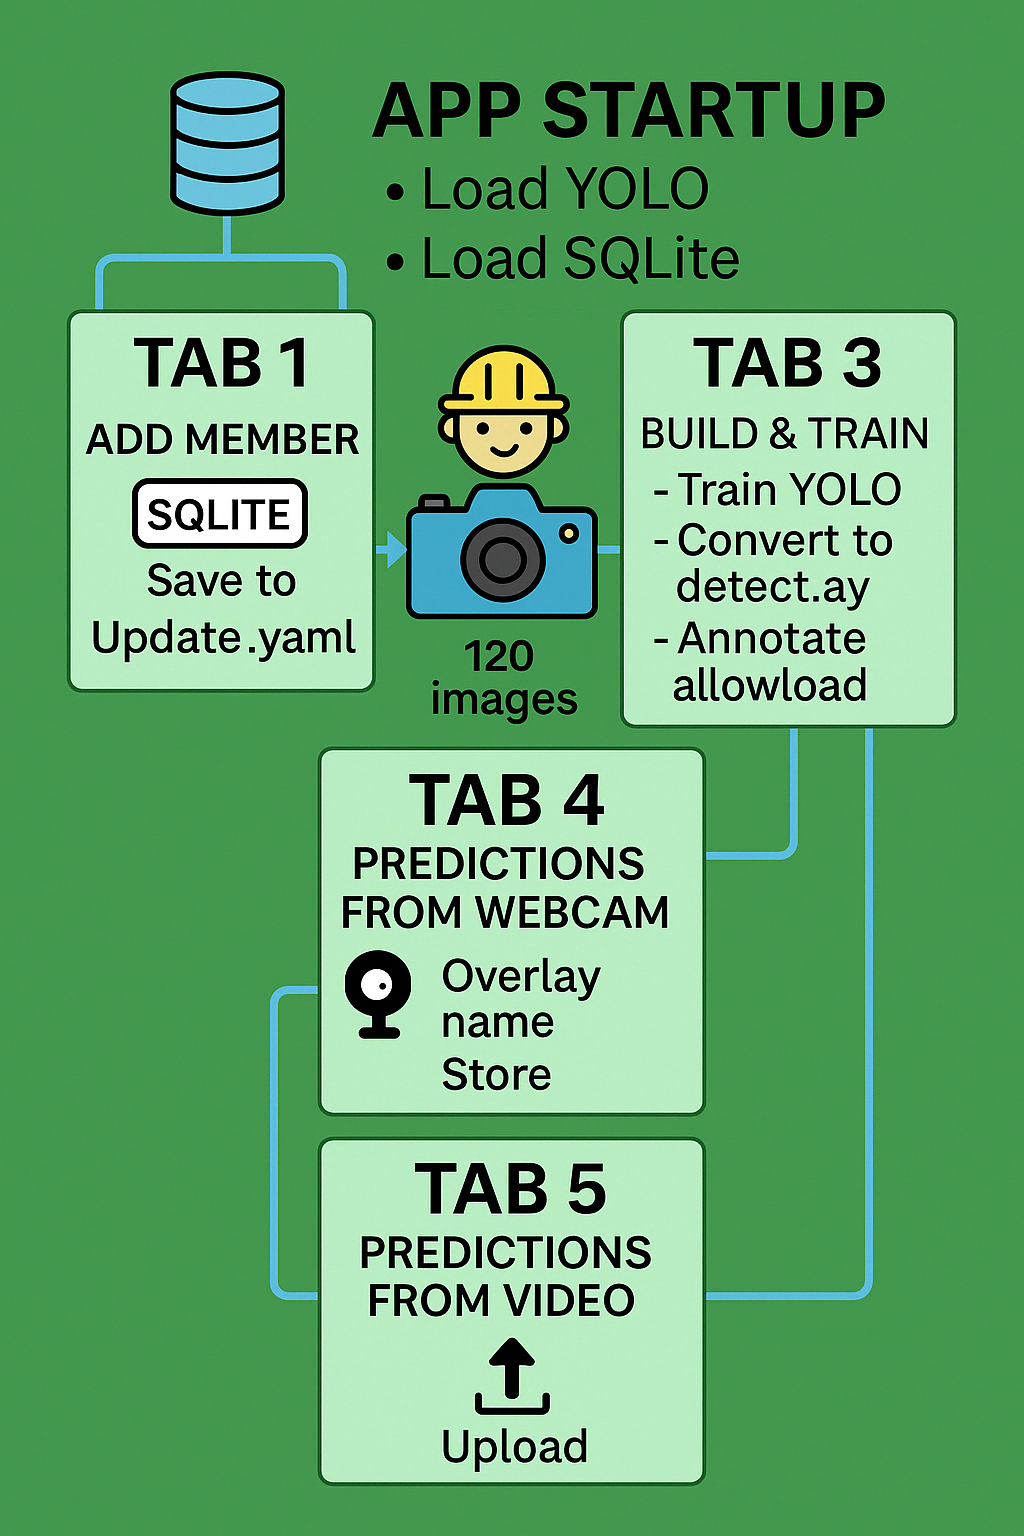 APP STARTUP
• Load YOLO
• Load SQLite
TAB 1
ADD MEMBER
SQLITE
Save to
Update.yaml
120
images
TAB 3
BUILD & TRAIN
- Train YOLO
- Convert to
detect.ay
- Annotate
allowload
TAB 4
PREDICTIONS
FROM WEBCAM
Overlay
name
Store
TAB 5
PREDICTIONS
FROM VIDEO
Upload